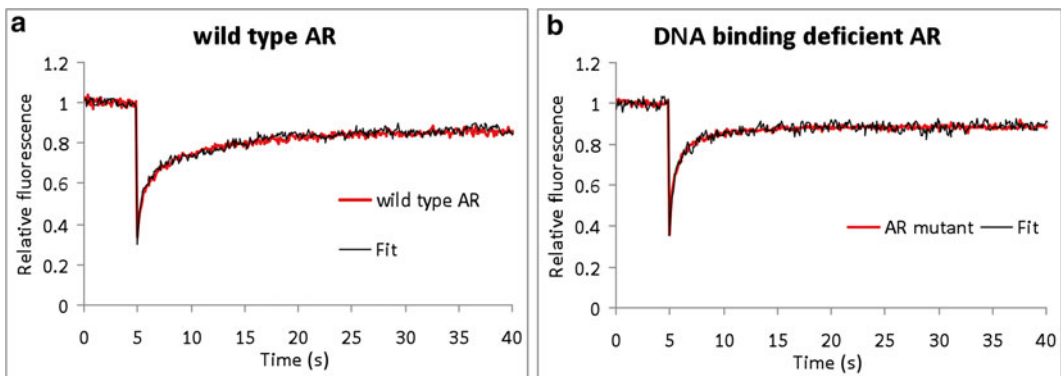 a
wild type AR
Relative fluorescence
1.2
1
0.8
0.6
0.4
0.2
0
wild type AR
Fit
0 5 10 15 20 25 30 35 40
Time (s)
b
DNA binding deficient AR
Relative fluorescence
1.2
1
0.8
0.6
0.4
0.2
0
AR mutant Fit
0 5 10 15 20 25 30 35 40
Time (s)